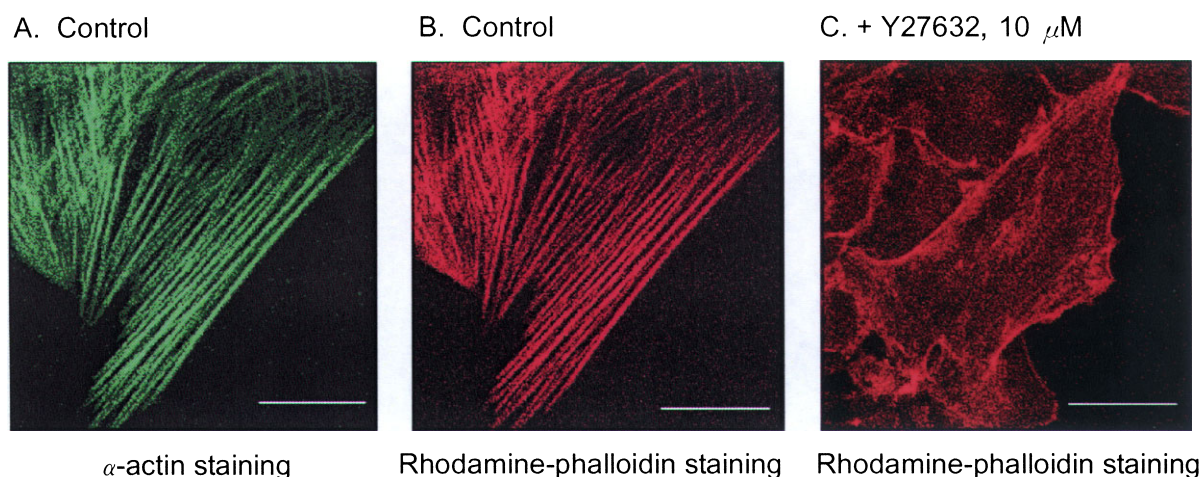 A. Control
B. Control
C. + Y27632, 10 μM
α-actin staining
Rhodamine-phalloidin staining
Rhodamine-phalloidin staining